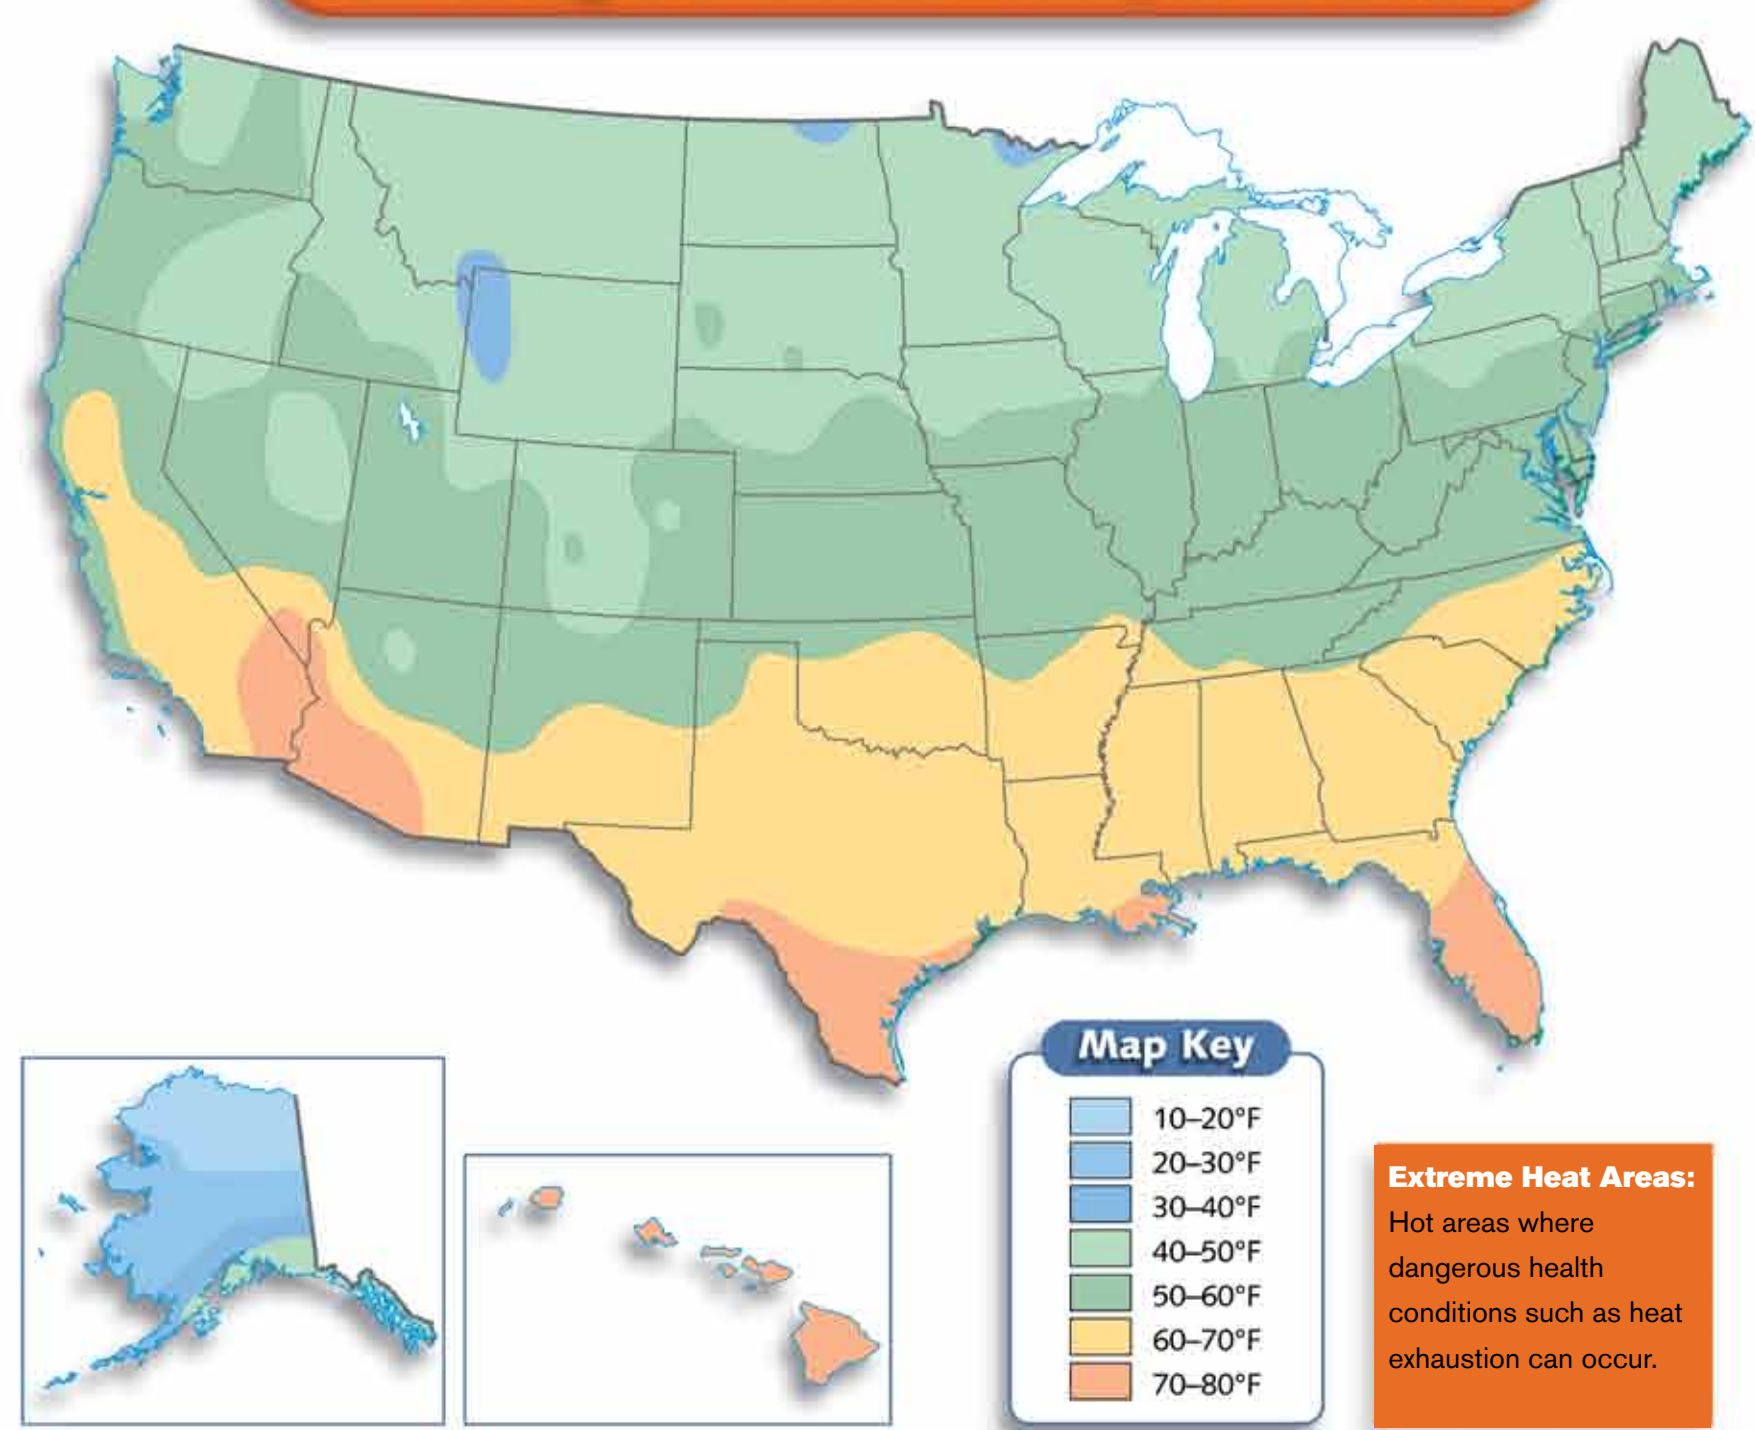 Map Key
10–20°F
20–30°F
30–40°F
40–50°F
50–60°F
60–70°F
70–80°F
Extreme Heat Areas:
Hot areas where
dangerous health
conditions such as heat
exhaustion can occur.